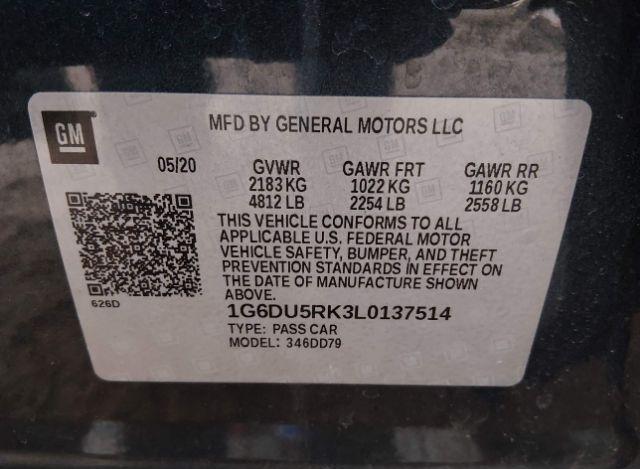 GM
MFD BY GENERAL MOTORS LLC
05/20 GVWR GAWR FRT GAWR RR
2183 KG 1022 KG 1160 KG
4812 LB 2254 LB 2558 LB
THIS VEHICLE CONFORMS TO ALL
APPLICABLE U.S. FEDERAL MOTOR
VEHICLE SAFETY, BUMPER, AND THEFT
PREVENTION STANDARDS IN EFFECT ON
THE DATE OF MANUFACTURE SHOWN
ABOVE.
626D
1G6DU5RK3L0137514
TYPE: PASS CAR
MODEL: 346DD79